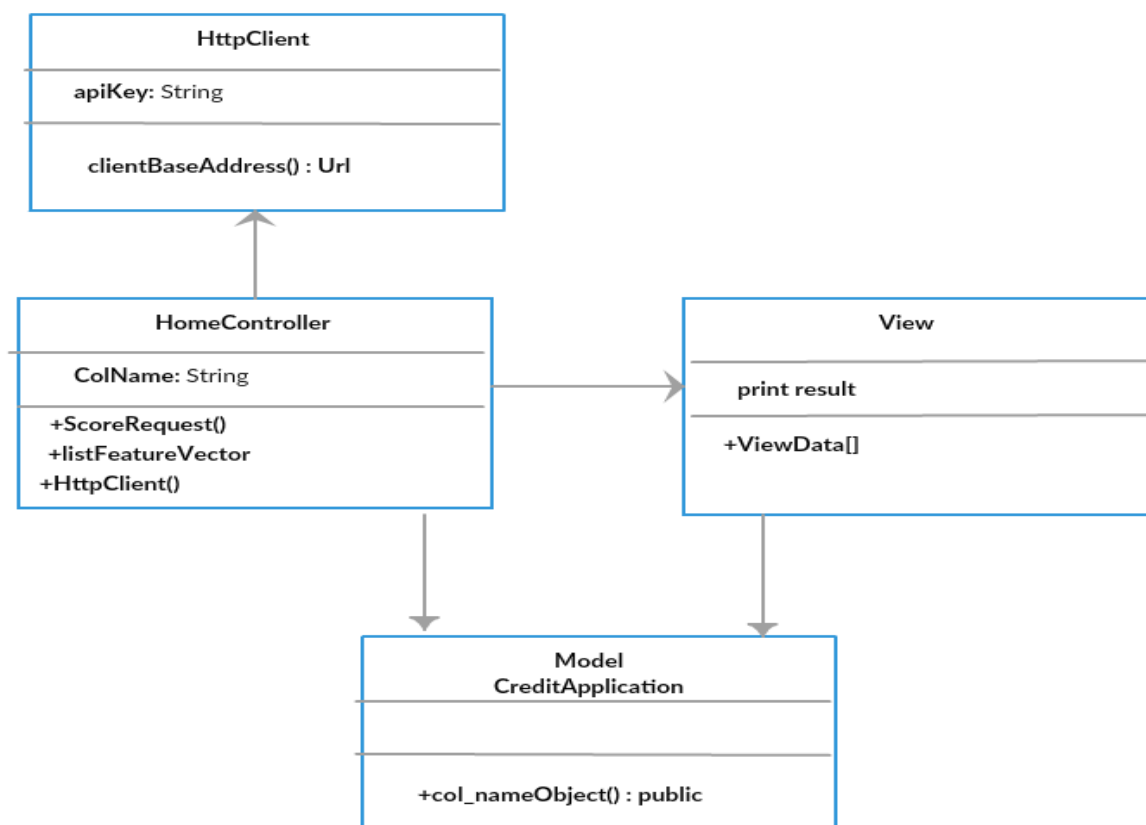 HttpClient
apiKey: String
clientBaseAddress() : Url
HomeController
ColName: String
+ScoreRequest()
+listFeatureVector
+HttpClient()
View
print result
+ViewData[]
Model
CreditApplication
+col_nameObject() : public